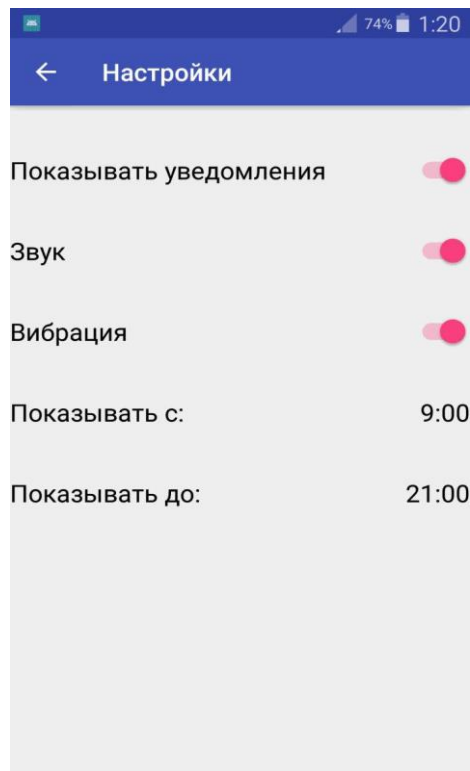 74% 1:20
Настройки
Показывать уведомления
Звук
Вибрация
Показывать с: 9:00
Показывать до: 21:00